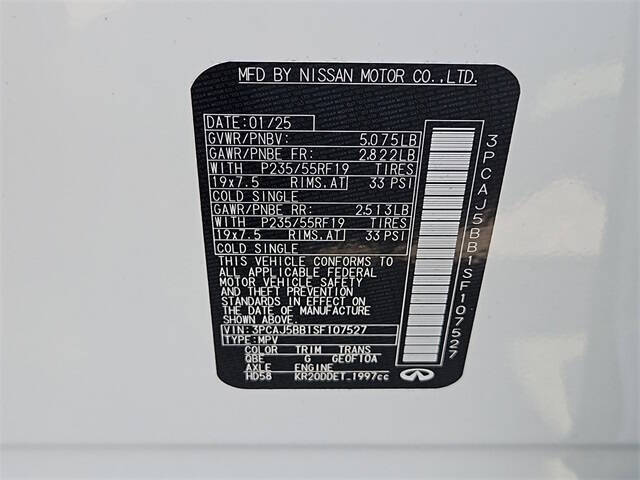 MFD BY NISSAN MOTOR CO.,LTD.
DATE:01/25
GVWR/PNBV: 5,075LB
GAWR/PNBE FR: 2,822LB
WITH P235/55RF19 TIRES
19x7.5 RIMS.AT 33 PSI
COLD SINGLE
GAWR/PNBE RR: 2,513LB
WITH P235/55RF19 TIRES
19x7.5 RIMS.AT 33 PSI
COLD SINGLE
THIS VEHICLE CONFORMS TO
ALL APPLICABLE FEDERAL
MOTOR VEHICLE SAFETY
AND THEFT PREVENTION
STANDARDS IN EFFECT ON
THE DATE OF MANUFACTURE
SHOWN ABOVE.
VIN:3PCAJ5BB1SF107527
TYPE:MPV
COLOR TRIM TRANS
QBE G GE0F10A
AXLE ENGINE
HD58 KR20DDET 1997cc
3PCAJ5BB1SF107527